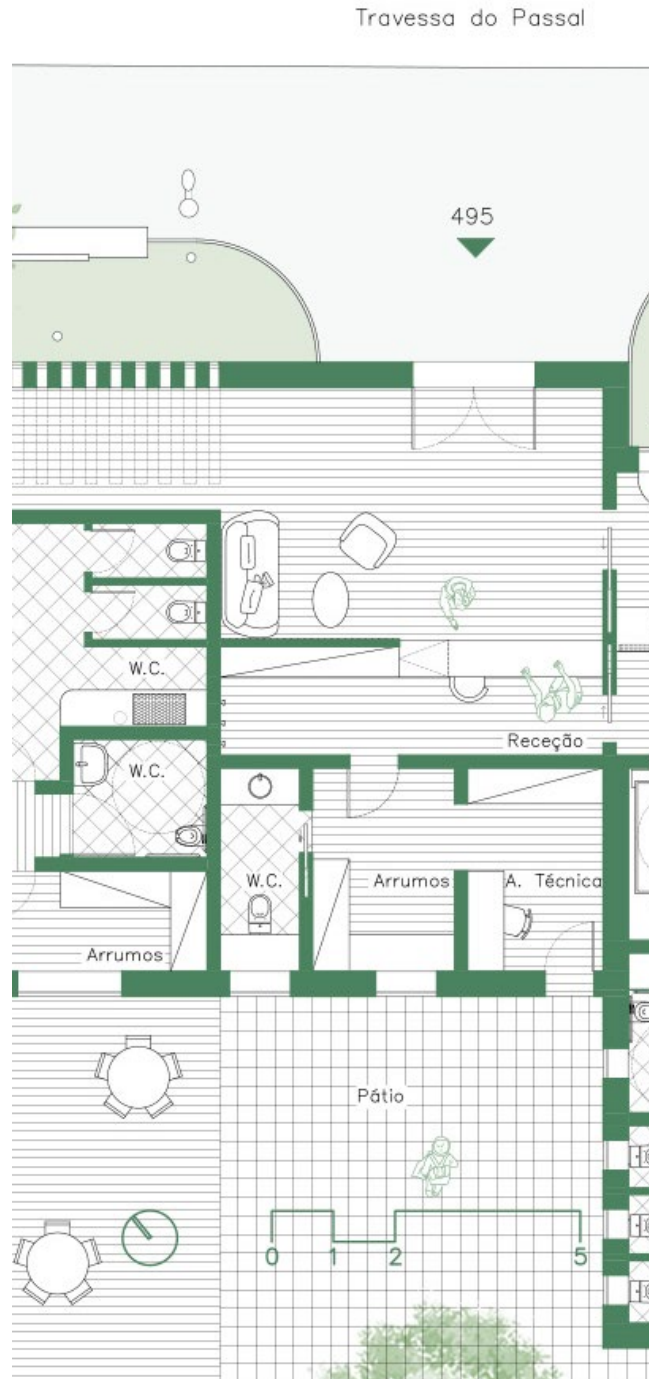 Travessa do Passal
495
W.C.
W.C.
Receção
W.C.
Arrumos
A. Técnica
Arrumos
Pátio
0 1 2 5